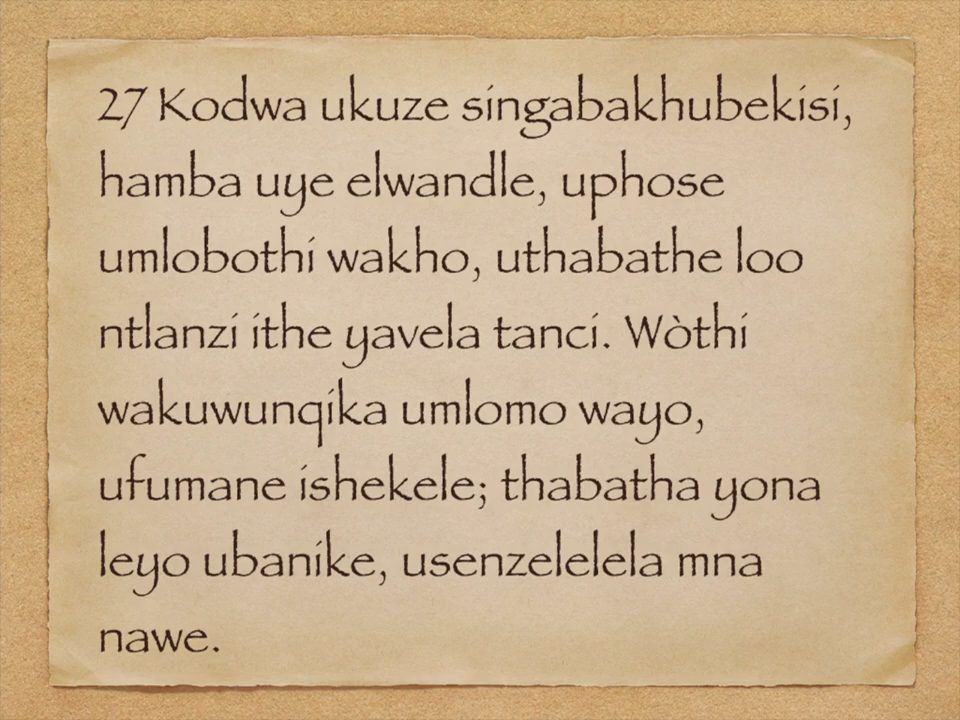 27 Kodwa ukuze singabakhubekisi,
hamba uye elwandle, uphose
umlobothi wakho, uthabathe loo
ntlanzi ithe yavela tanci. Wòthi
wakuwunqika umlomo wayo,
ufumane ishekele; thabatha yona
leyo ubanike, usenzelelela mna
nawe.